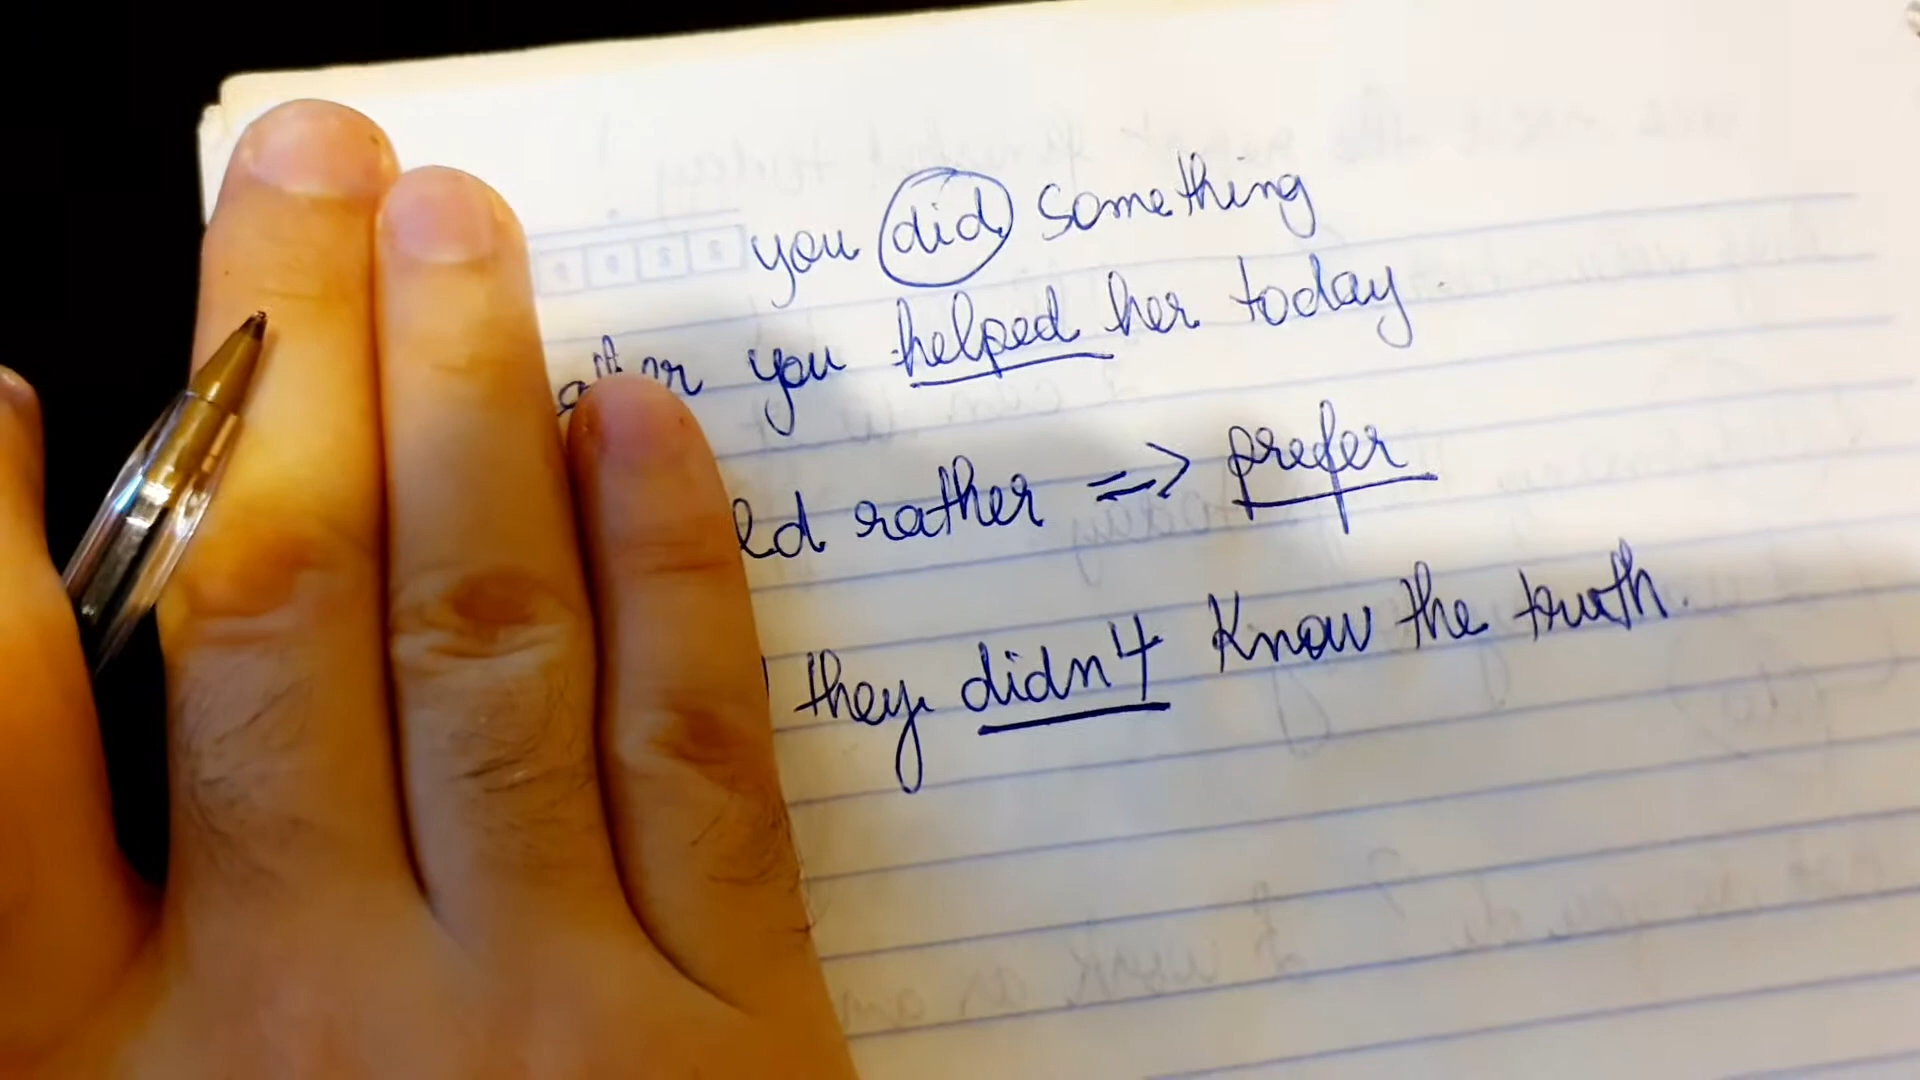 you did something
you helped her today.
rather => prefer
they didn't know the truth.